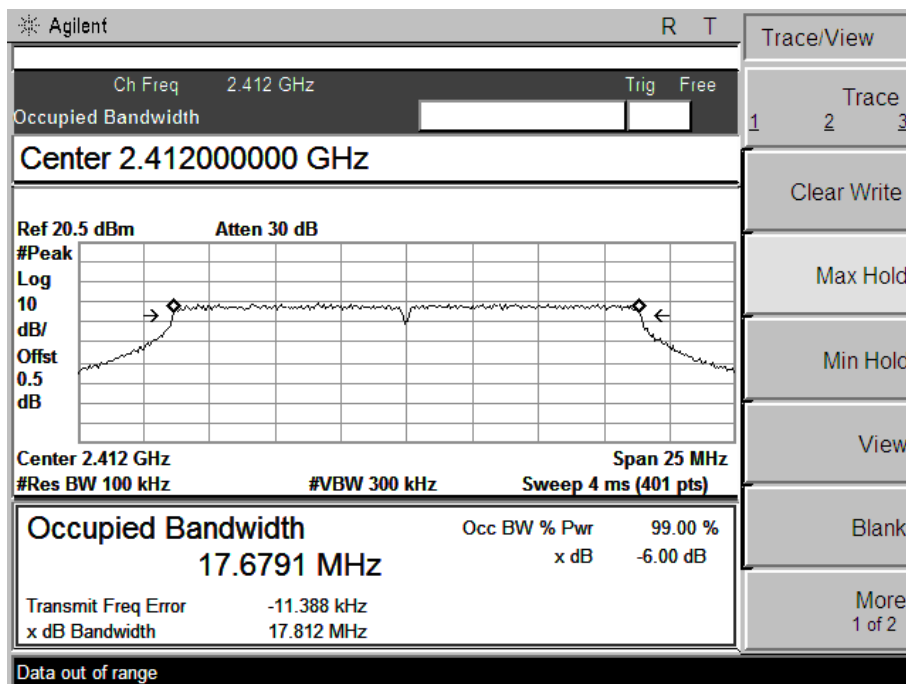 Agilent R T
Trace/View
Ch Freq 2.412 GHz Trig Free
Occupied Bandwidth
Trace
1 2 3
Center 2.412000000 GHz
Clear Write
Ref 20.5 dBm Atten 30 dB
#Peak
Log
10
dB/
Offst
0.5
dB
Max Hold
Min Hold
Center 2.412 GHz Span 25 MHz
#Res BW 100 kHz #VBW 300 kHz Sweep 4 ms (401 pts)
View
Occupied Bandwidth Occ BW % Pwr 99.00 %
17.6791 MHz x dB -6.00 dB
Blank
Transmit Freq Error -11.388 kHz
x dB Bandwidth 17.812 MHz
More
1 of 2
Data out of range